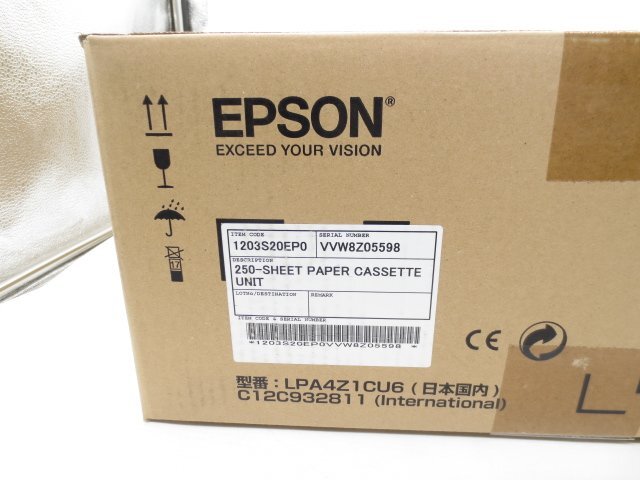 EPSON®
EXCEED YOUR VISION
17
ITEM CODE SERIAL NUMBER
1203S20EP0 VVW8Z05598
DESCRIPTION
250-SHEET PAPER CASSETTE
UNIT
LOTNo/DESTINATION REMARK
ITEM CODE & SERIAL NUMBER
*1203S20EP0VVW8Z05598 *
型番：LPA4Z1CU6 (日本国内)
C12C932811 (International)